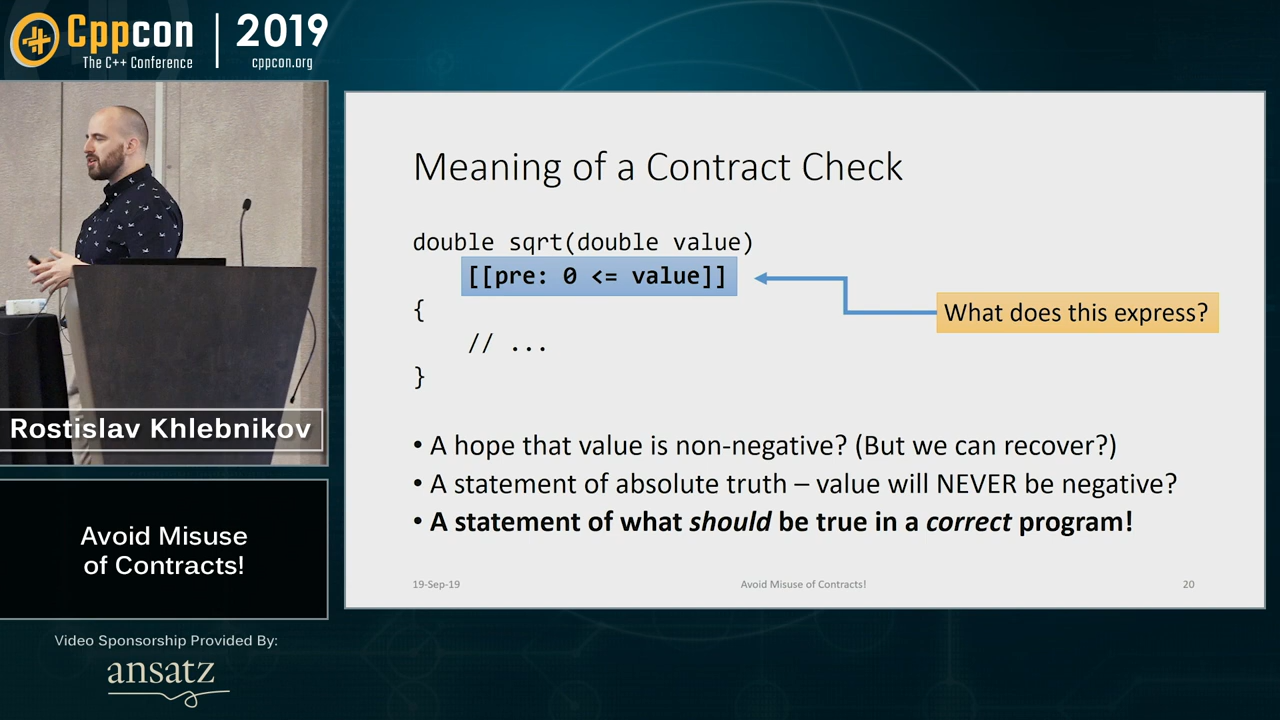 Cppcon
The C++ Conference
2019
cppcon.org
Rostislav Khlebnikov
Avoid Misuse
of Contracts!
Video Sponsorship Provided By:
ansatz
Meaning of a Contract Check
double sqrt(double value)
[[pre: 0 <= value]]
What does this express?
{
// ...
}
• A hope that value is non-negative? (But we can recover?)
• A statement of absolute truth – value will NEVER be negative?
• A statement of what should be true in a correct program!
19-Sep-19
Avoid Misuse of Contracts!
20